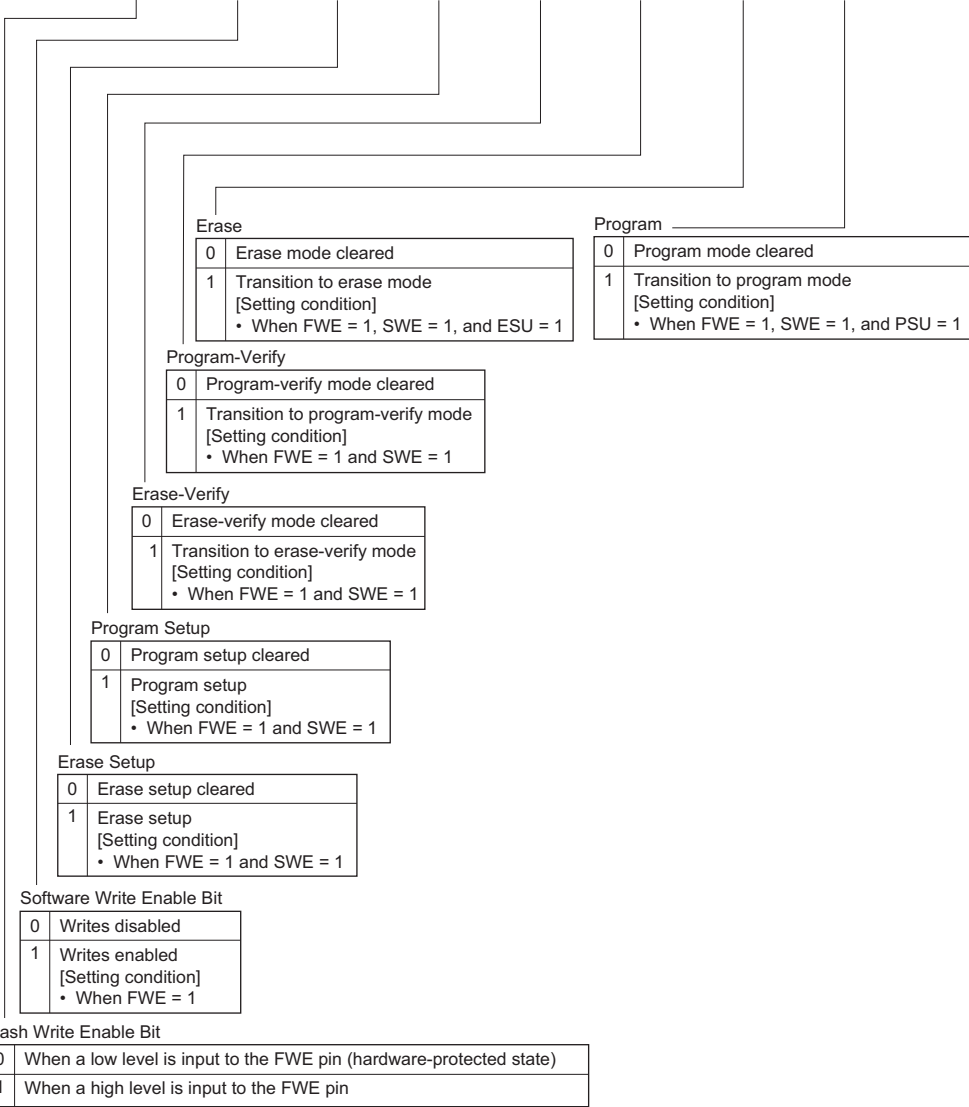 Erase
0 Erase mode cleared
1 Transition to erase mode
[Setting condition]
• When FWE = 1, SWE = 1, and ESU = 1
Program
0 Program mode cleared
1 Transition to program mode
[Setting condition]
• When FWE = 1, SWE = 1, and PSU = 1
Program-Verify
0 Program-verify mode cleared
1 Transition to program-verify mode
[Setting condition]
• When FWE = 1 and SWE = 1
Erase-Verify
0 Erase-verify mode cleared
1 Transition to erase-verify mode
[Setting condition]
• When FWE = 1 and SWE = 1
Program Setup
0 Program setup cleared
1 Program setup
[Setting condition]
• When FWE = 1 and SWE = 1
Erase Setup
0 Erase setup cleared
1 Erase setup
[Setting condition]
• When FWE = 1 and SWE = 1
Software Write Enable Bit
0 Writes disabled
1 Writes enabled
[Setting condition]
• When FWE = 1
ash Write Enable Bit
When a low level is input to the FWE pin (hardware-protected state)
When a high level is input to the FWE pin